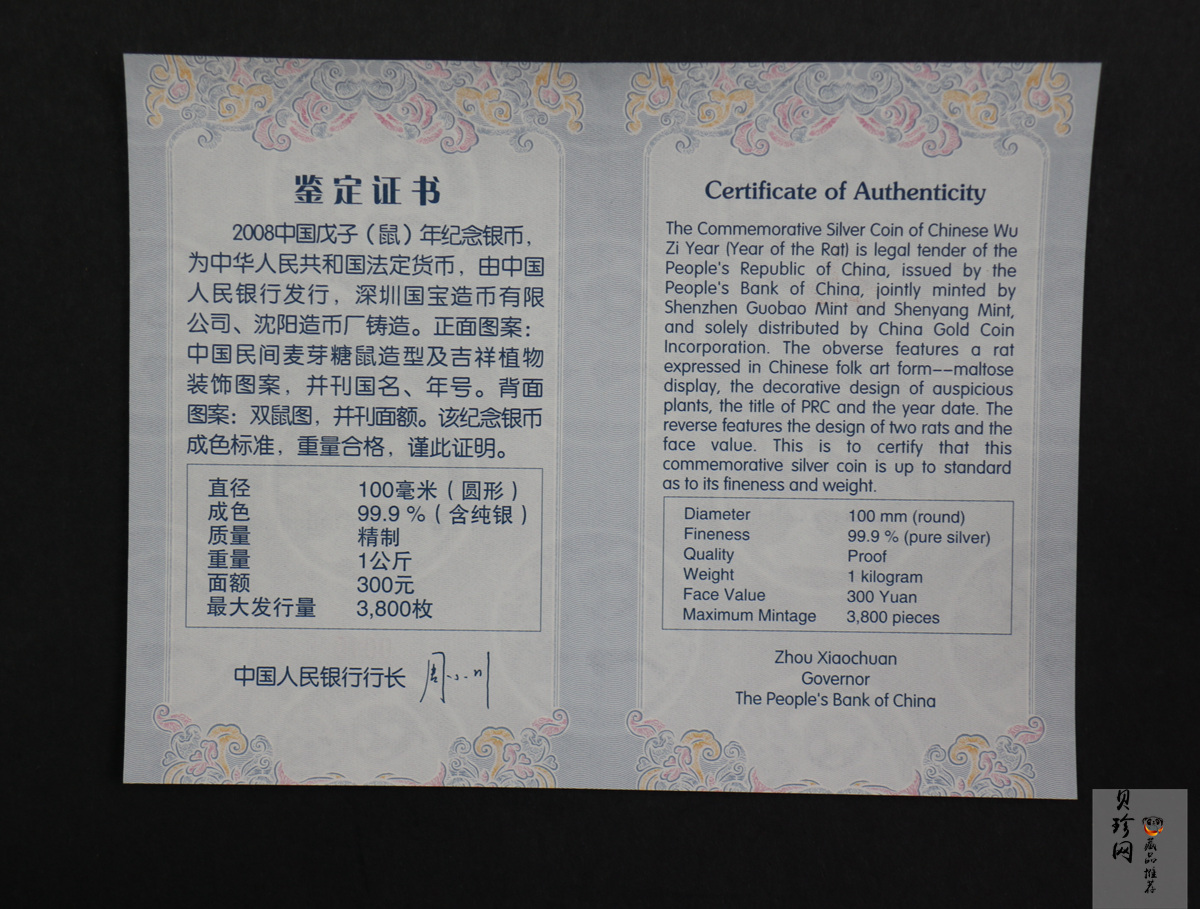 鉴定证书
2008中国戊子（鼠）年纪念银币，
为中华人民共和国法定货币，由中国
人民银行发行，深圳国宝造币有限
公司、沈阳造币厂铸造。正面图案：
中国民间麦芽糖鼠造型及吉祥植物
装饰图案，并刊国名、年号。背面
图案：双鼠图，并刊面额。该纪念银币
成色标准，重量合格，谨此证明。
直径 100毫米（圆形）
成色 99.9 %（含纯银）
质量 精制
重量 1公斤
面额 300元
最大发行量 3,800枚
中国人民银行行长 周小川
Certificate of Authenticity
The Commemorative Silver Coin of Chinese Wu
Zi Year (Year of the Rat) is legal tender of the
People's Republic of China, issued by the
People's Bank of China, jointly minted by
Shenzhen Guobao Mint and Shenyang Mint,
and solely distributed by China Gold Coin
Incorporation. The obverse features a rat
expressed in Chinese folk art form--maltose
display, the decorative design of auspicious
plants, the title of PRC and the year date. The
reverse features the design of two rats and the
face value. This is to certify that this
commemorative silver coin is up to standard
as to its fineness and weight.
Diameter 100 mm (round)
Fineness 99.9 % (pure silver)
Quality Proof
Weight 1 kilogram
Face Value 300 Yuan
Maximum Mintage 3,800 pieces
Zhou Xiaochuan
Governor
The People's Bank of China
贝珍网
藏品推荐